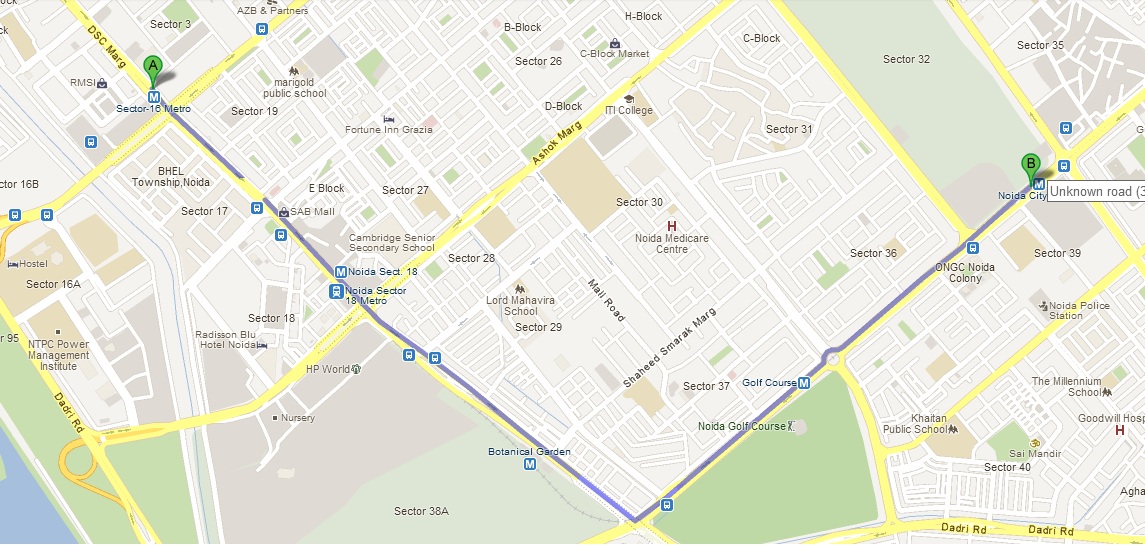 AZB & Partners
Sector 3
DSC Marg
B-Block
H-Block
C-Block
C-Block Market
Sector 35
Sector 32
Sector 26
A
RMSI
M
Sector-16 Metro
marigold
public school
Sector 19
D-Block
ITI College
Fortune Inn Grazia
Ashok Marg
Sector 31
B
M
Noida City
Unknown road (3
BHEL
Township,Noida
ctor 16B
E Block
Sector 27
Sector 17
SAB Mall
Sector 30
H
Noida Medicare
Centre
Cambridge Senior
Secondary School
Sector 28
Sector 36
Sector 39
ONGC Noida
Colony
Hostel
Sector 16A
M
Noida Sect. 18
Noida Sector
18 Metro
Lord Mahavira
School
Mall Road
Noida Police
Station
Sector 18
Sector 29
Shaheed Smarak Marg
or 95
NTPC Power
Management
Institute
Radisson Blu
Hotel Noida
HP World
Sector 37
Golf Course
M
The Millennium
School
Dadri Rd
Nursery
Noida Golf Course
Khaitan
Public School
Goodwill Hosp
H
Botanical Garden
M
Sai Mandir
Sector 40
Sector 38A
Agha
Dadri Rd
Dadri Rd